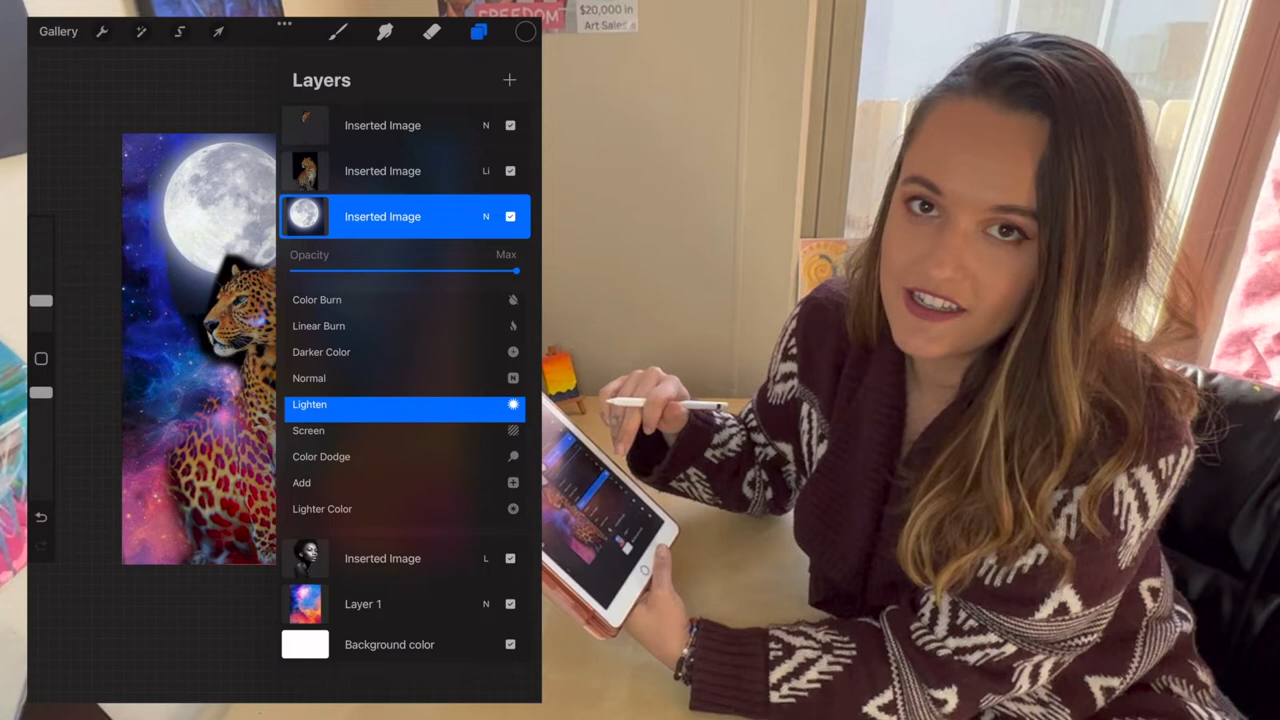 FREEDOM
$20,000 in
Art Sales
Gallery
Layers
Inserted Image N
Inserted Image Li
Inserted Image N
Opacity Max
Color Burn
Linear Burn
Darker Color
Normal N
Lighten
Screen
Color Dodge
Add
Lighter Color
Inserted Image L
Layer 1 N
Background color